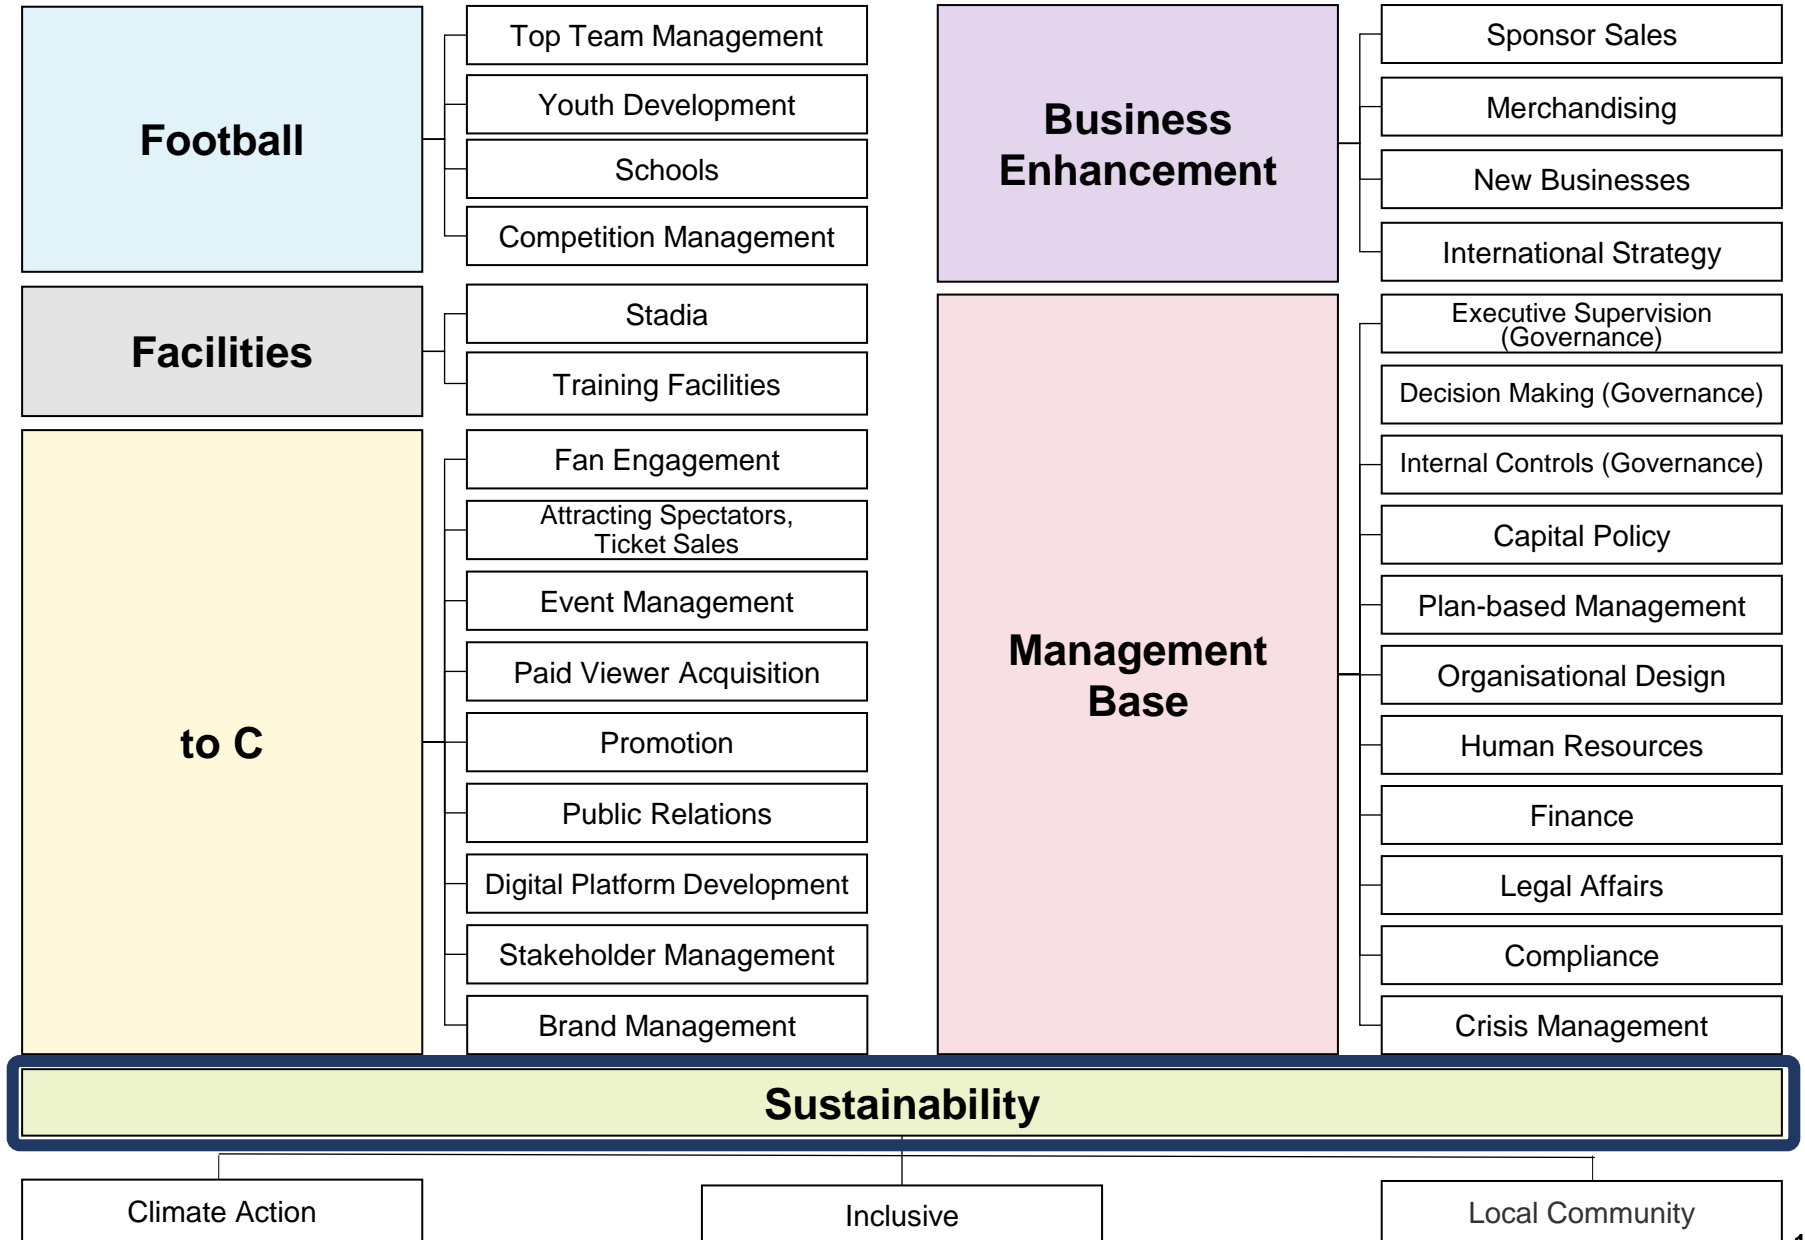 Football
Top Team Management
Youth Development
Schools
Competition Management
Facilities
Stadia
Training Facilities
to C
Fan Engagement
Attracting Spectators,
Ticket Sales
Event Management
Paid Viewer Acquisition
Promotion
Public Relations
Digital Platform Development
Stakeholder Management
Brand Management
Business
Enhancement
Sponsor Sales
Merchandising
New Businesses
International Strategy
Management
Base
Executive Supervision
(Governance)
Decision Making (Governance)
Internal Controls (Governance)
Capital Policy
Plan-based Management
Organisational Design
Human Resources
Finance
Legal Affairs
Compliance
Crisis Management
Sustainability
Climate Action
Inclusive
Local Community